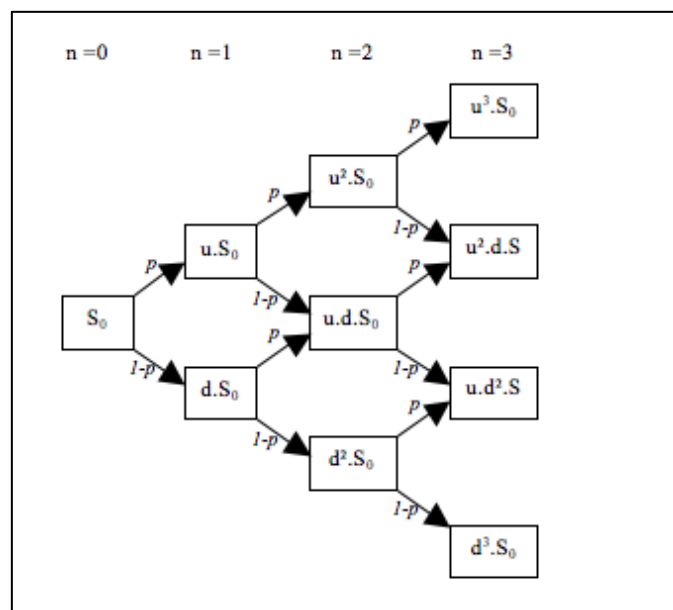 n =0 n =1 n =2 n =3
u³.S₀
p
u².S₀
p
1-p
u.S₀
u².d.S
p
1-p
p
S₀
u.d.S₀
1-p
p
1-p
d.S₀
u.d².S
1-p
p
d².S₀
1-p
d³.S₀